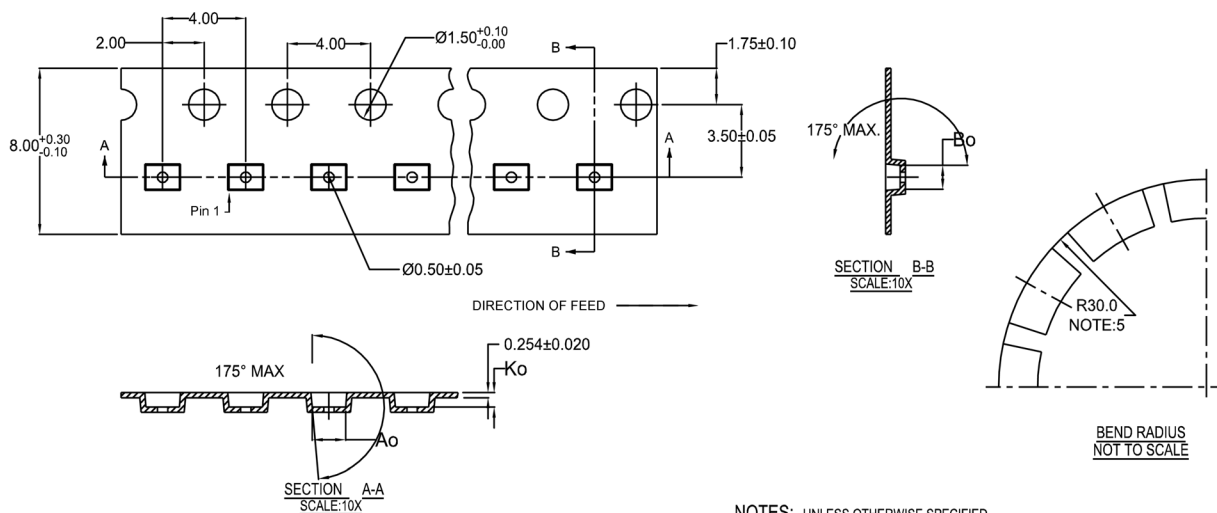 4.00
2.00
4.00
Ø1.50+0.10
-0.00
B
1.75±0.10
8.00+0.30
-0.10
A
A
3.50±0.05
Pin 1
B
Ø0.50±0.05
DIRECTION OF FEED
175° MAX.
Bo
SECTION B-B
SCALE:10X
R30.0
NOTE:5
BEND RADIUS
NOT TO SCALE
175° MAX
0.254±0.020
Ko
Ao
SECTION A-A
SCALE:10X
NOTES: UNLESS OTHERWISE SPECIFIED